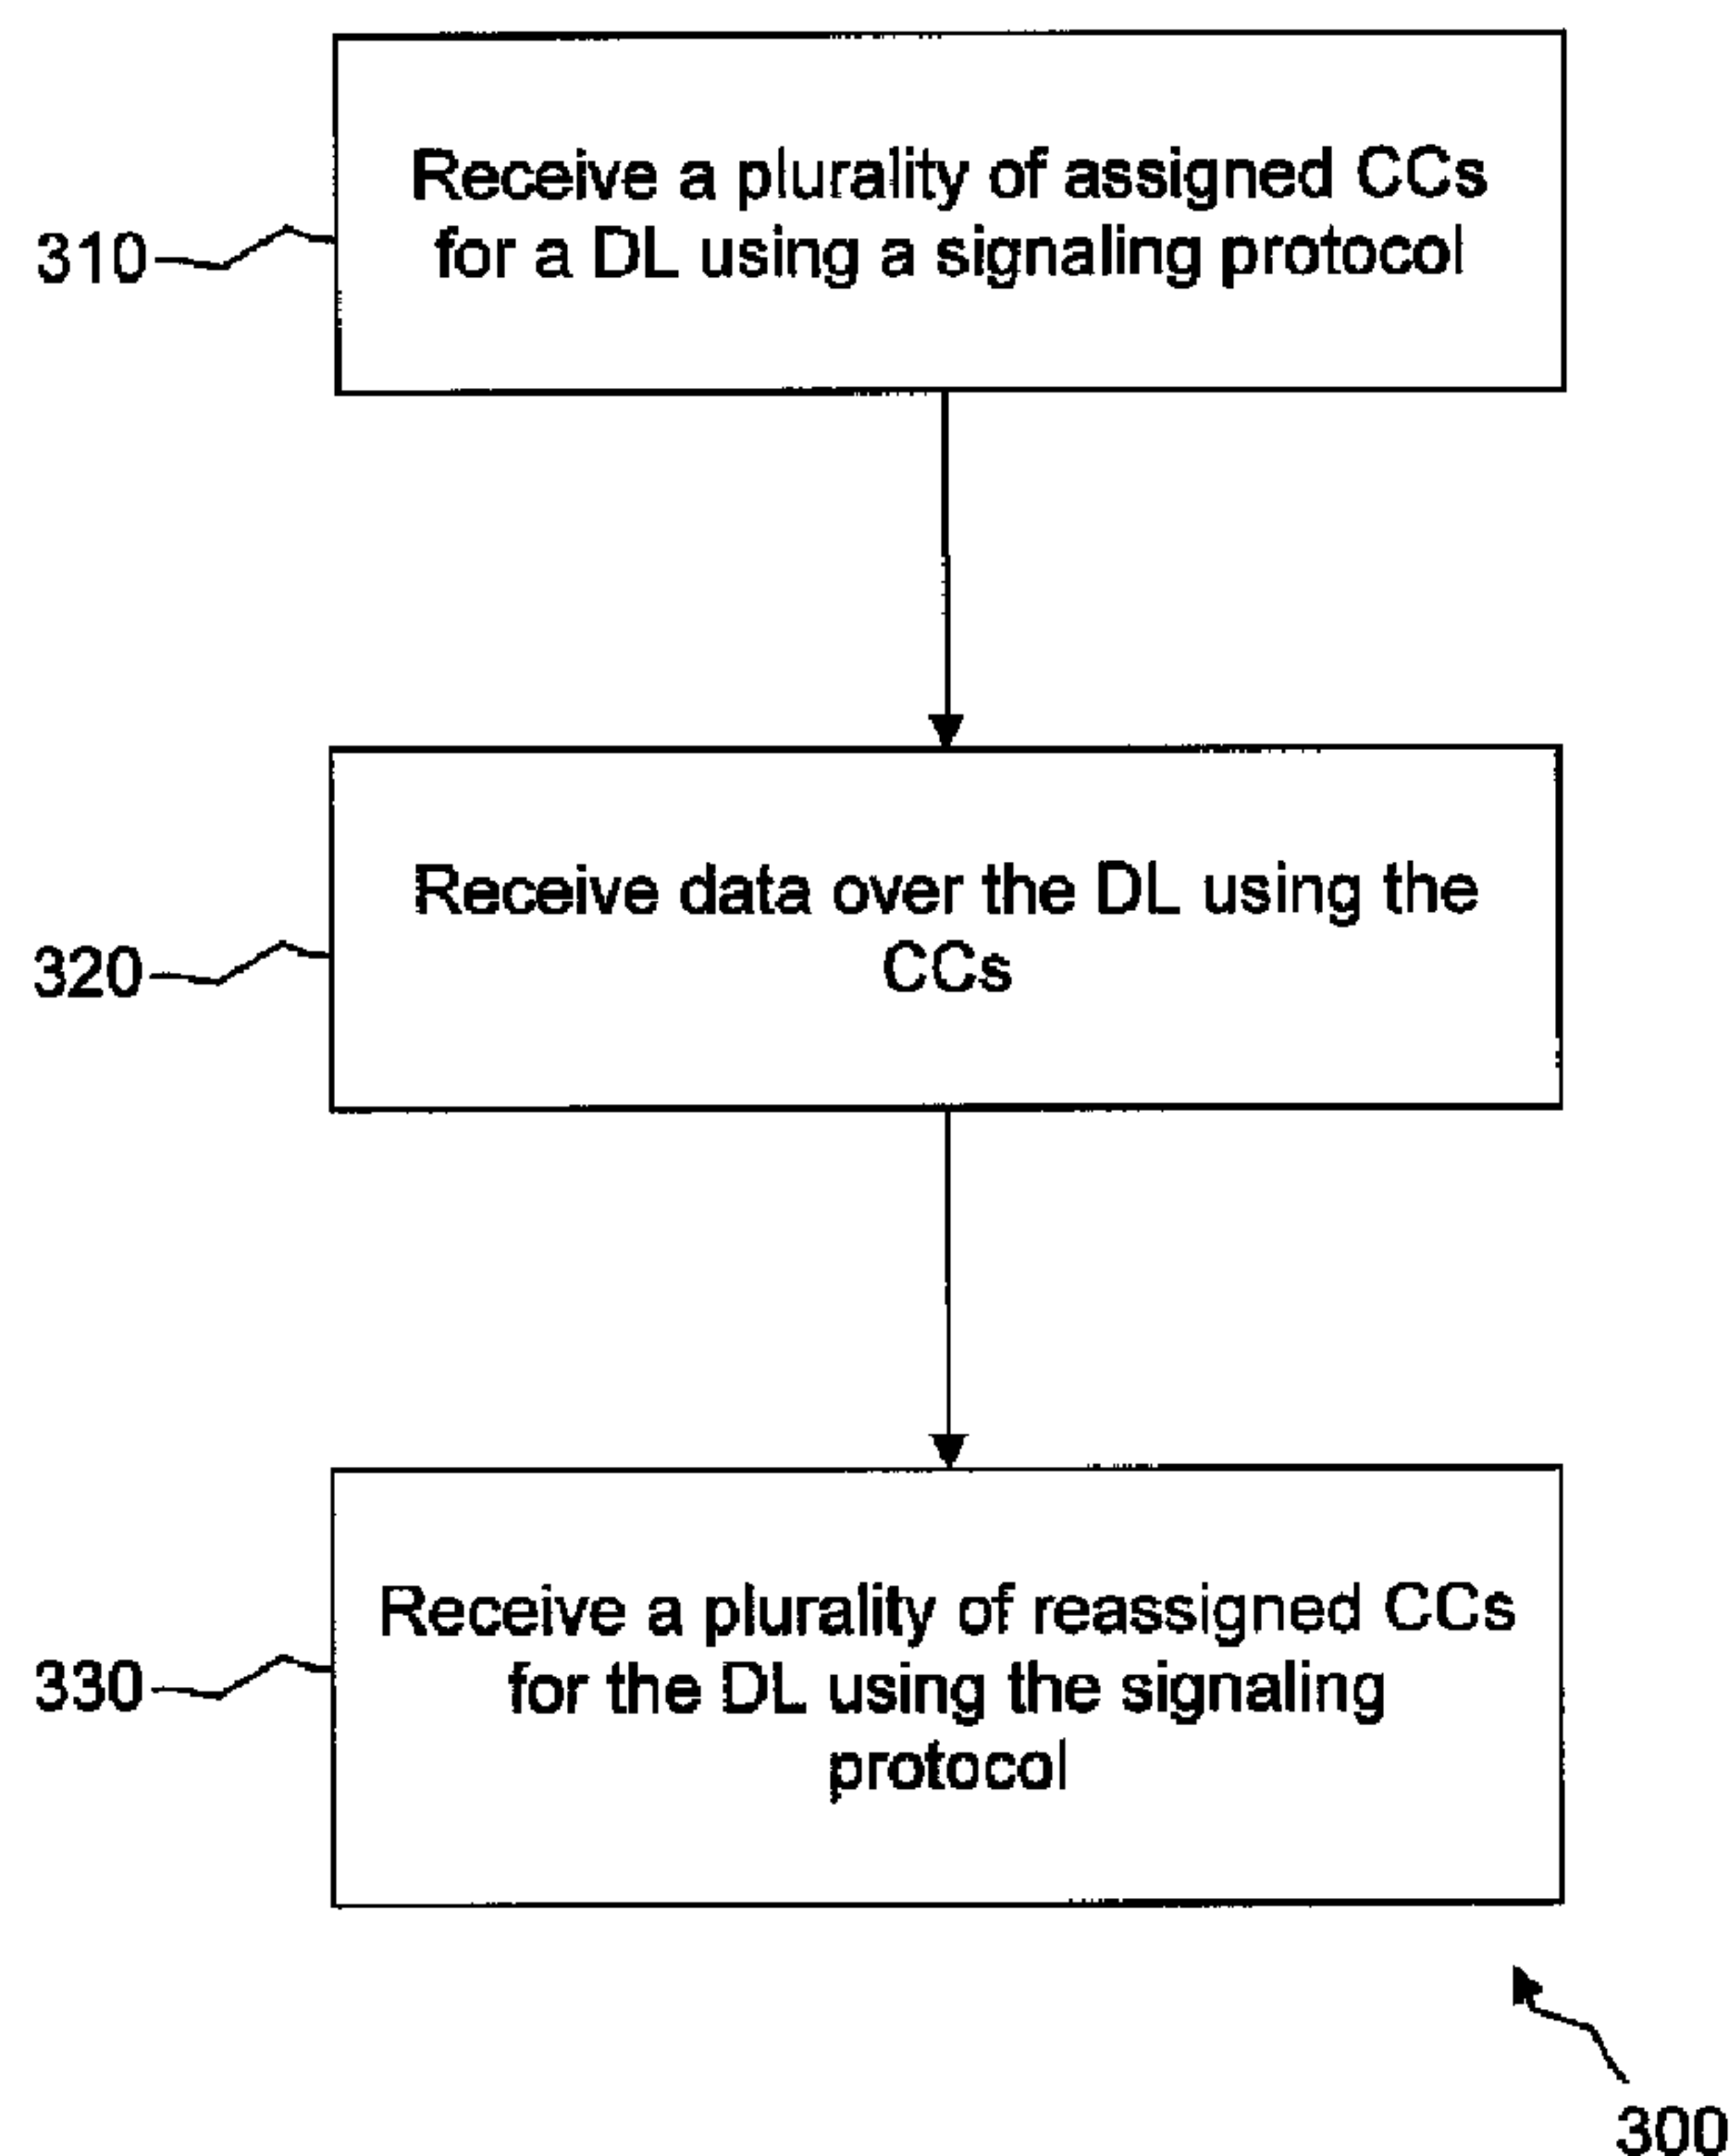 Receive a plurality of assigned CCs
for a DL using a signaling protocol
310
Receive data over the DL using the
CCs
320
Receive a plurality of reassigned CCs
for the DL using the signaling
protocol
330
300